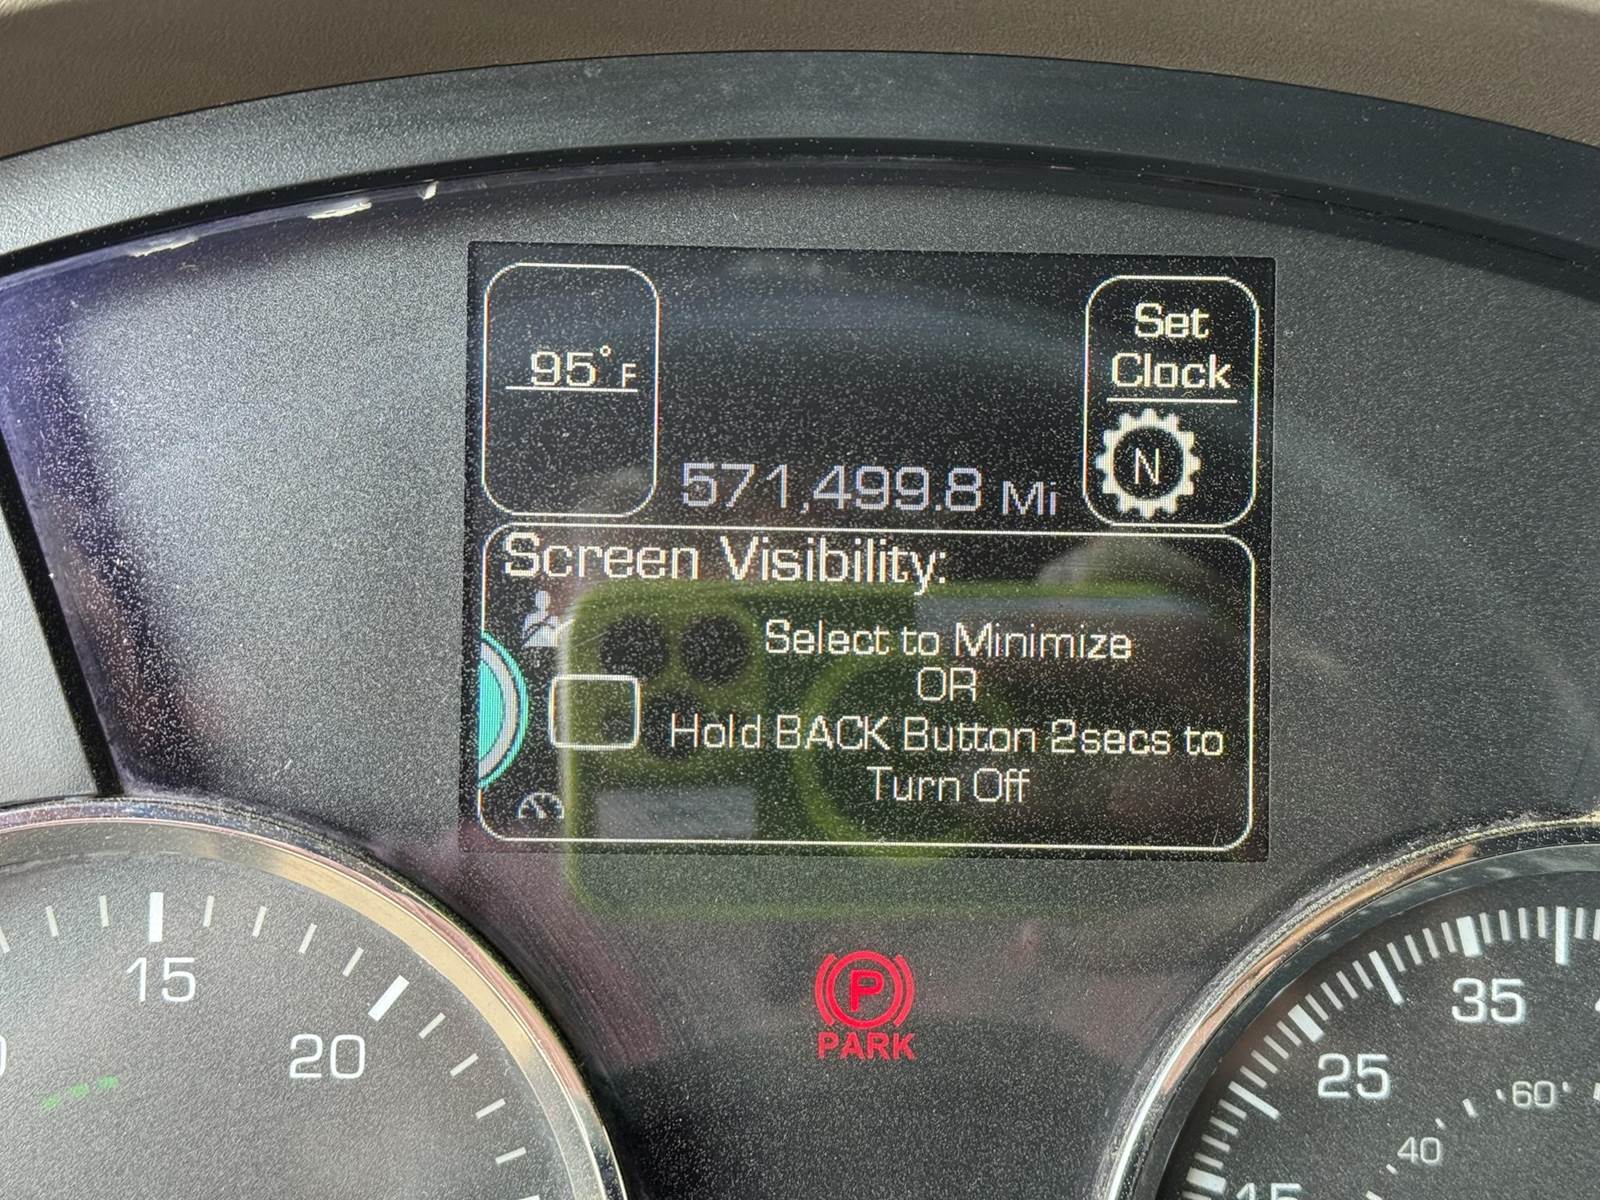 95°F
Set
Clock
N
571,499.8 Mi
Screen Visibility:
Select to Minimize
OR
Hold BACK Button 2secs to
Turn Off
P
PARK
15
20
35
25
60
40
15